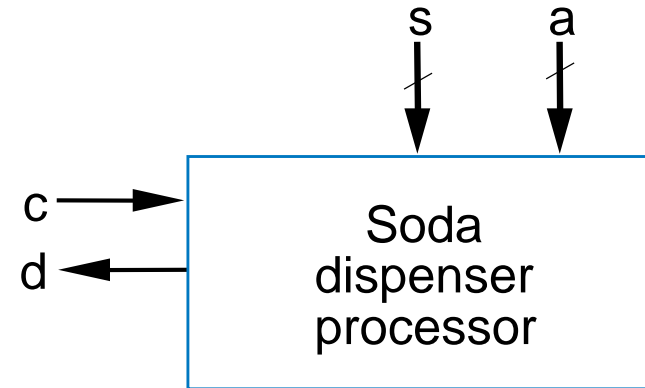 s a
c
d
Soda
dispenser
processor